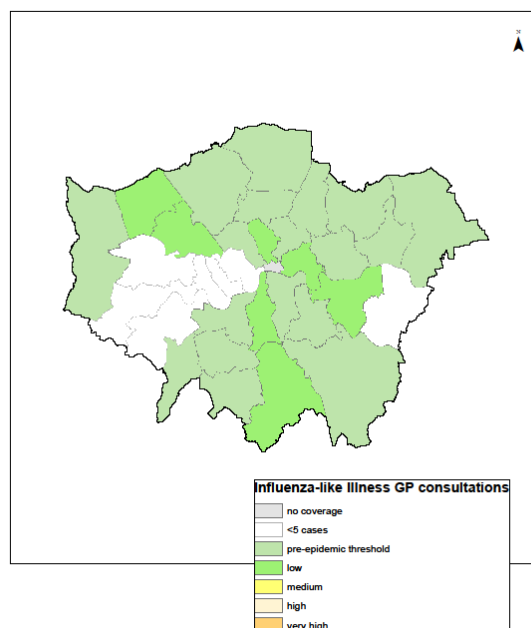 N
Influenza-like Illness GP consultations
no coverage
<5 cases
pre-epidemic threshold
low
medium
high
very high